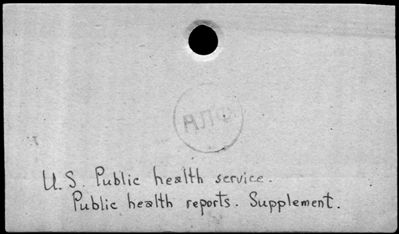 U.S. Public health service.
Public health reports. Supplement.